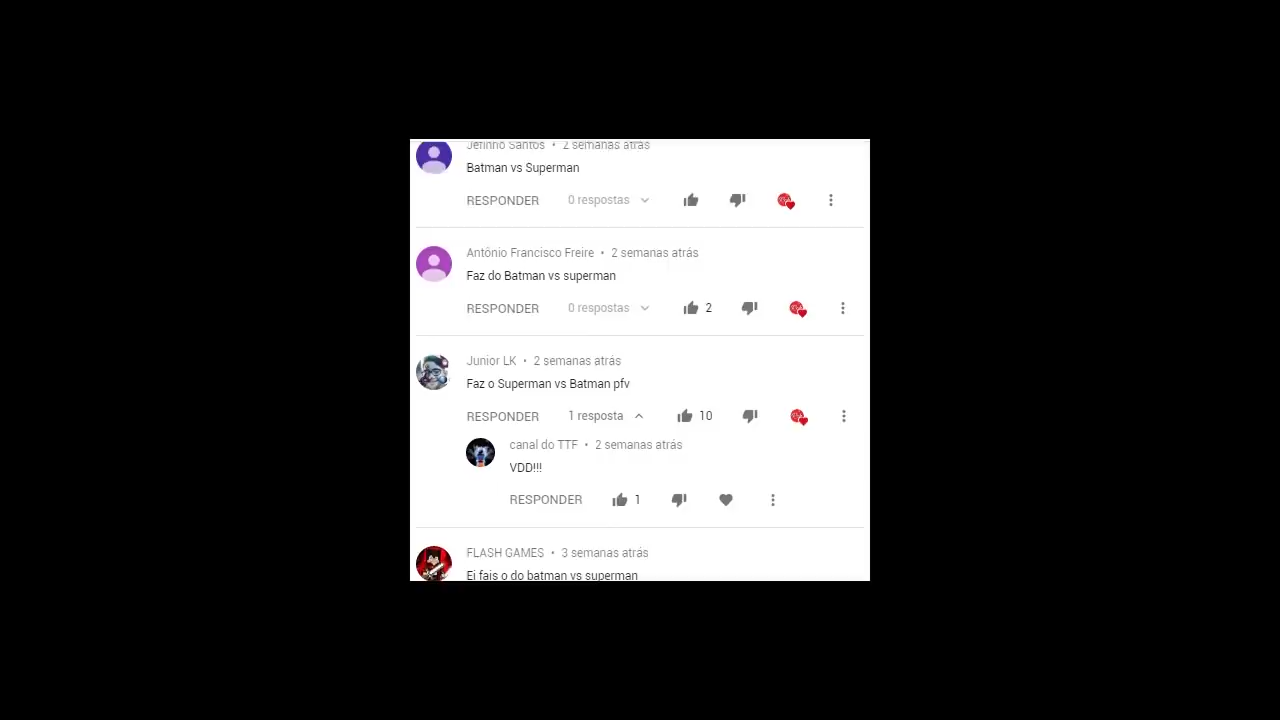 Jefinho Santos • 2 semanas atrás
Batman vs Superman
RESPONDER 0 respostas
Antônio Francisco Freire • 2 semanas atrás
Faz do Batman vs superman
RESPONDER 0 respostas 2
Junior LK • 2 semanas atrás
Faz o Superman vs Batman pfv
RESPONDER 1 resposta 10
canal do TTF • 2 semanas atrás
VDD!!!
RESPONDER 1
FLASH GAMES • 3 semanas atrás
Ei fais o do batman vs superman